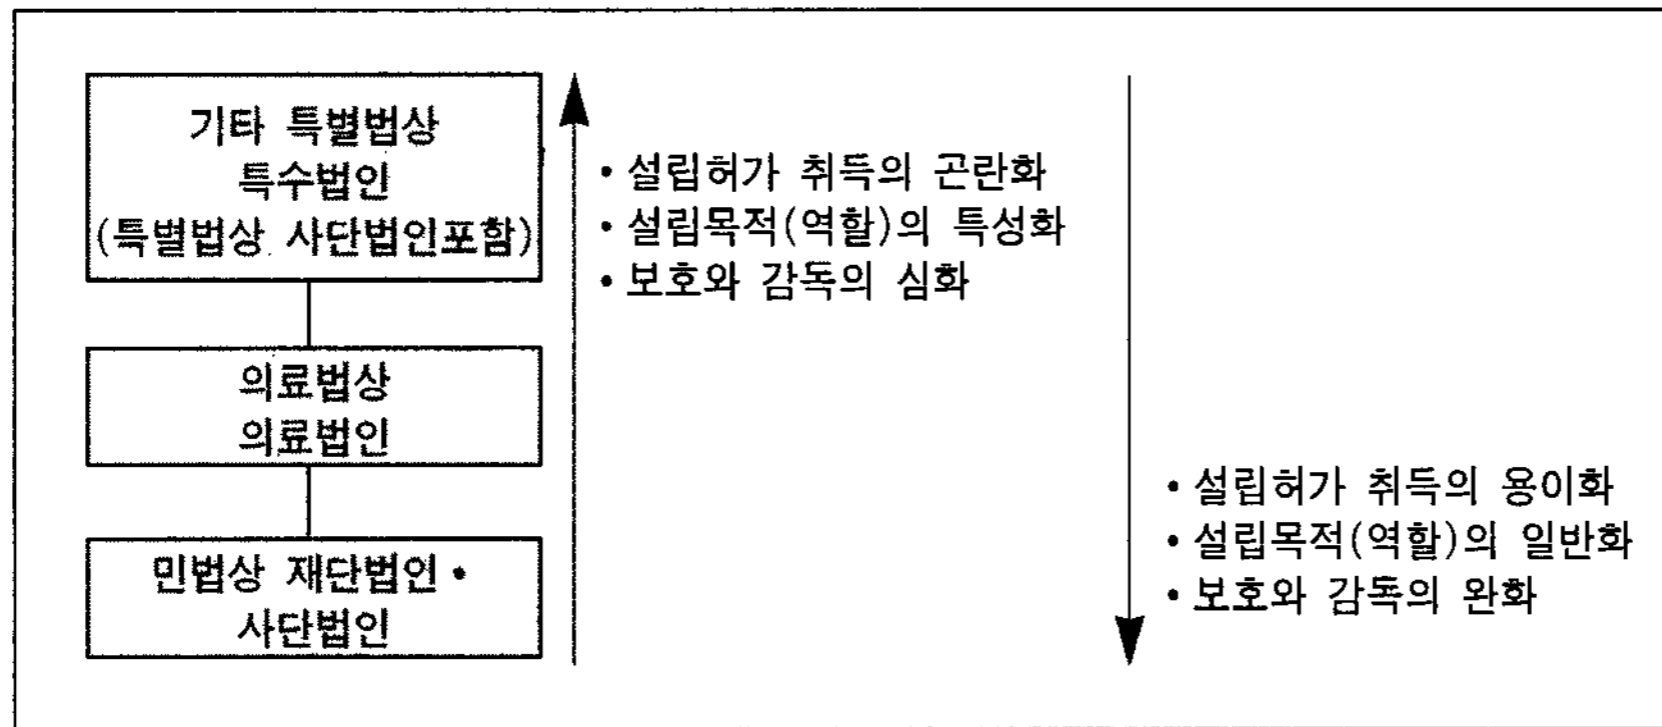 기타 특별법상
특수법인
(특별법상 사단법인포함)
• 설립허가 취득의 곤란화
• 설립목적(역할)의 특성화
• 보호와 감독의 심화
의료법상
의료법인
민법상 재단법인 •
사단법인
• 설립허가 취득의 용이화
• 설립목적(역할)의 일반화
• 보호와 감독의 완화